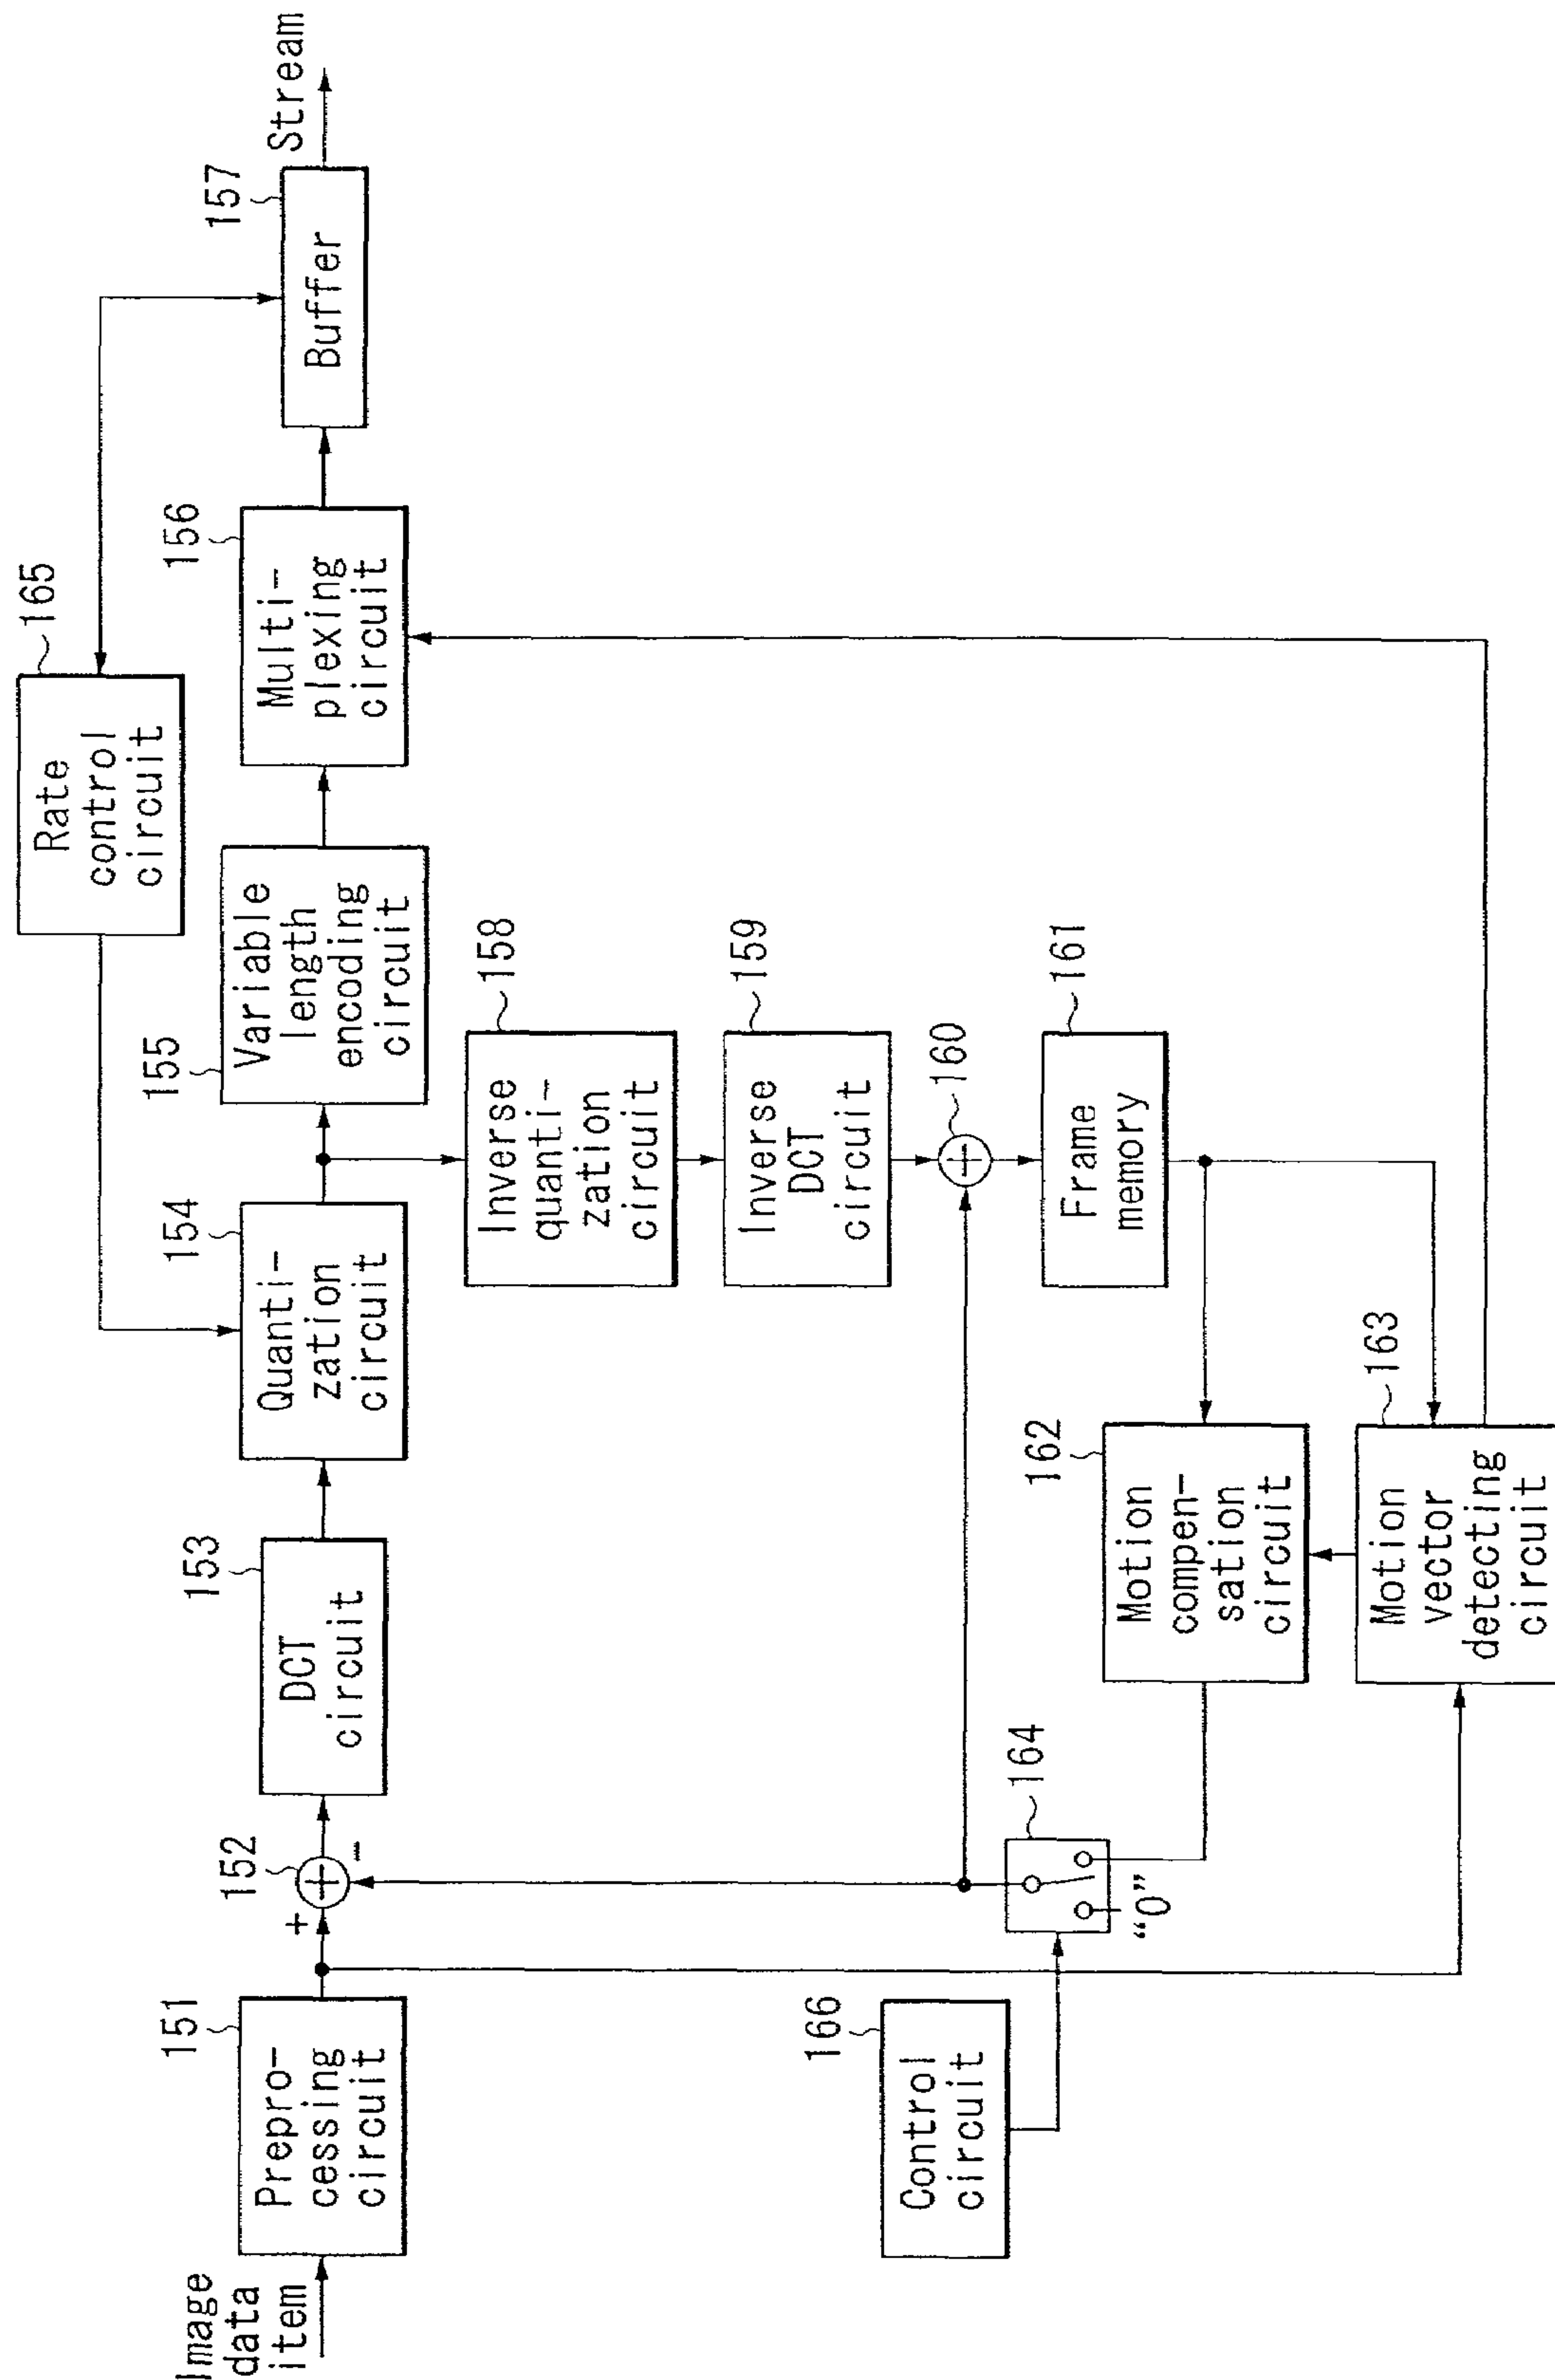 Image
data
item
151
Prepro-
cessing
circuit
+
152
-
153
DCT
circuit
154
Quanti-
zation
circuit
155
Variable
length
encoding
circuit
165
Rate
control
circuit
156
Multi-
plexing
circuit
157
Buffer
Stream
158
Inverse
quanti-
zation
circuit
159
Inverse
DCT
circuit
160
161
Frame
memory
162
Motion
compen-
sation
circuit
163
Motion
vector
detecting
circuit
164
“0”
166
Control
circuit